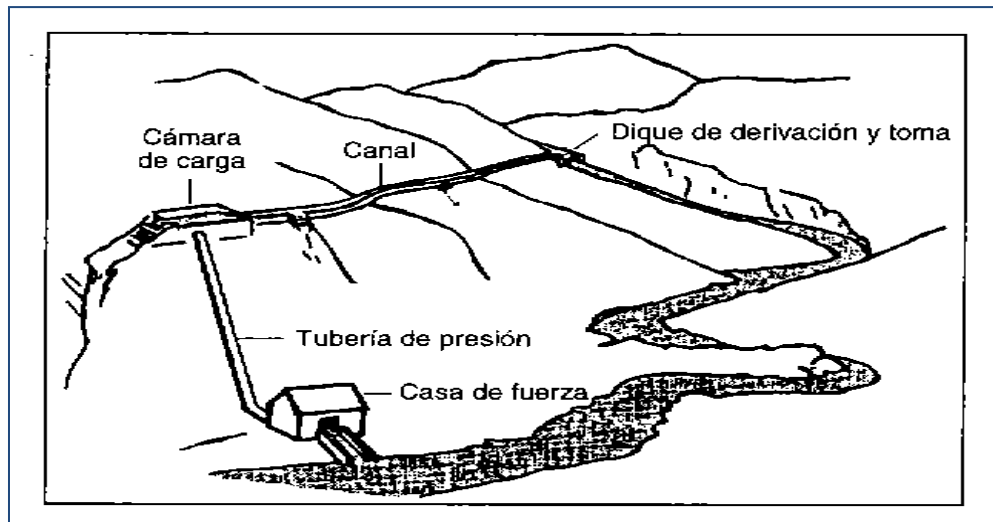 Dique de derivación y toma
Cámara
de carga
Canal
Tubería de presión
Casa de fuerza